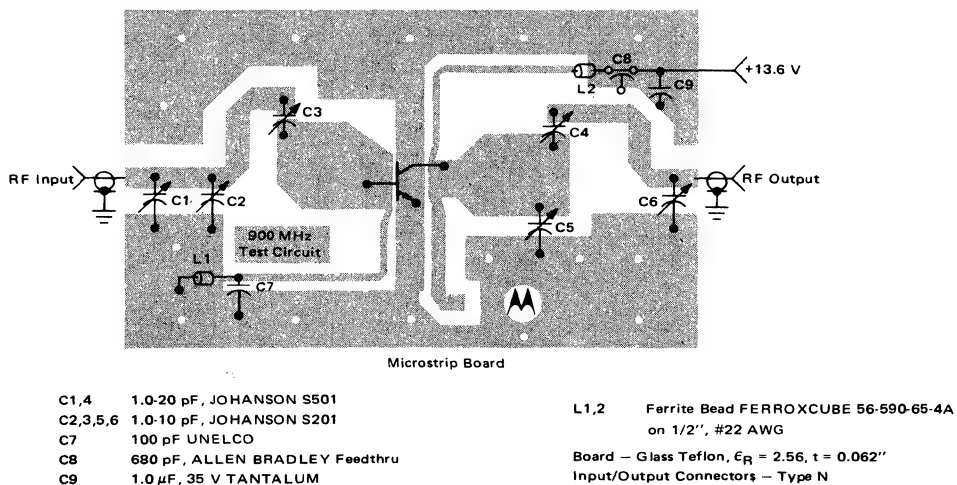 C8
+13.6 V
L2
C9
C3
C4
RF Input
RF Output
C1
C2
C6
C5
900 MHz
Test Circuit
L1
C7
Microstrip Board
C1,4 1.0-20 pF, JOHANSON S501
C2,3,5,6 1.0-10 pF, JOHANSON S201
C7 100 pF UNELCO
C8 680 pF, ALLEN BRADLEY Feedthru
C9 1.0 μF, 35 V TANTALUM
L1,2 Ferrite Bead FERROXCUBE 56-590-65-4A
on 1/2", #22 AWG
Board — Glass Teflon, ϵR = 2.56, t = 0.062"
Input/Output Connectors — Type N